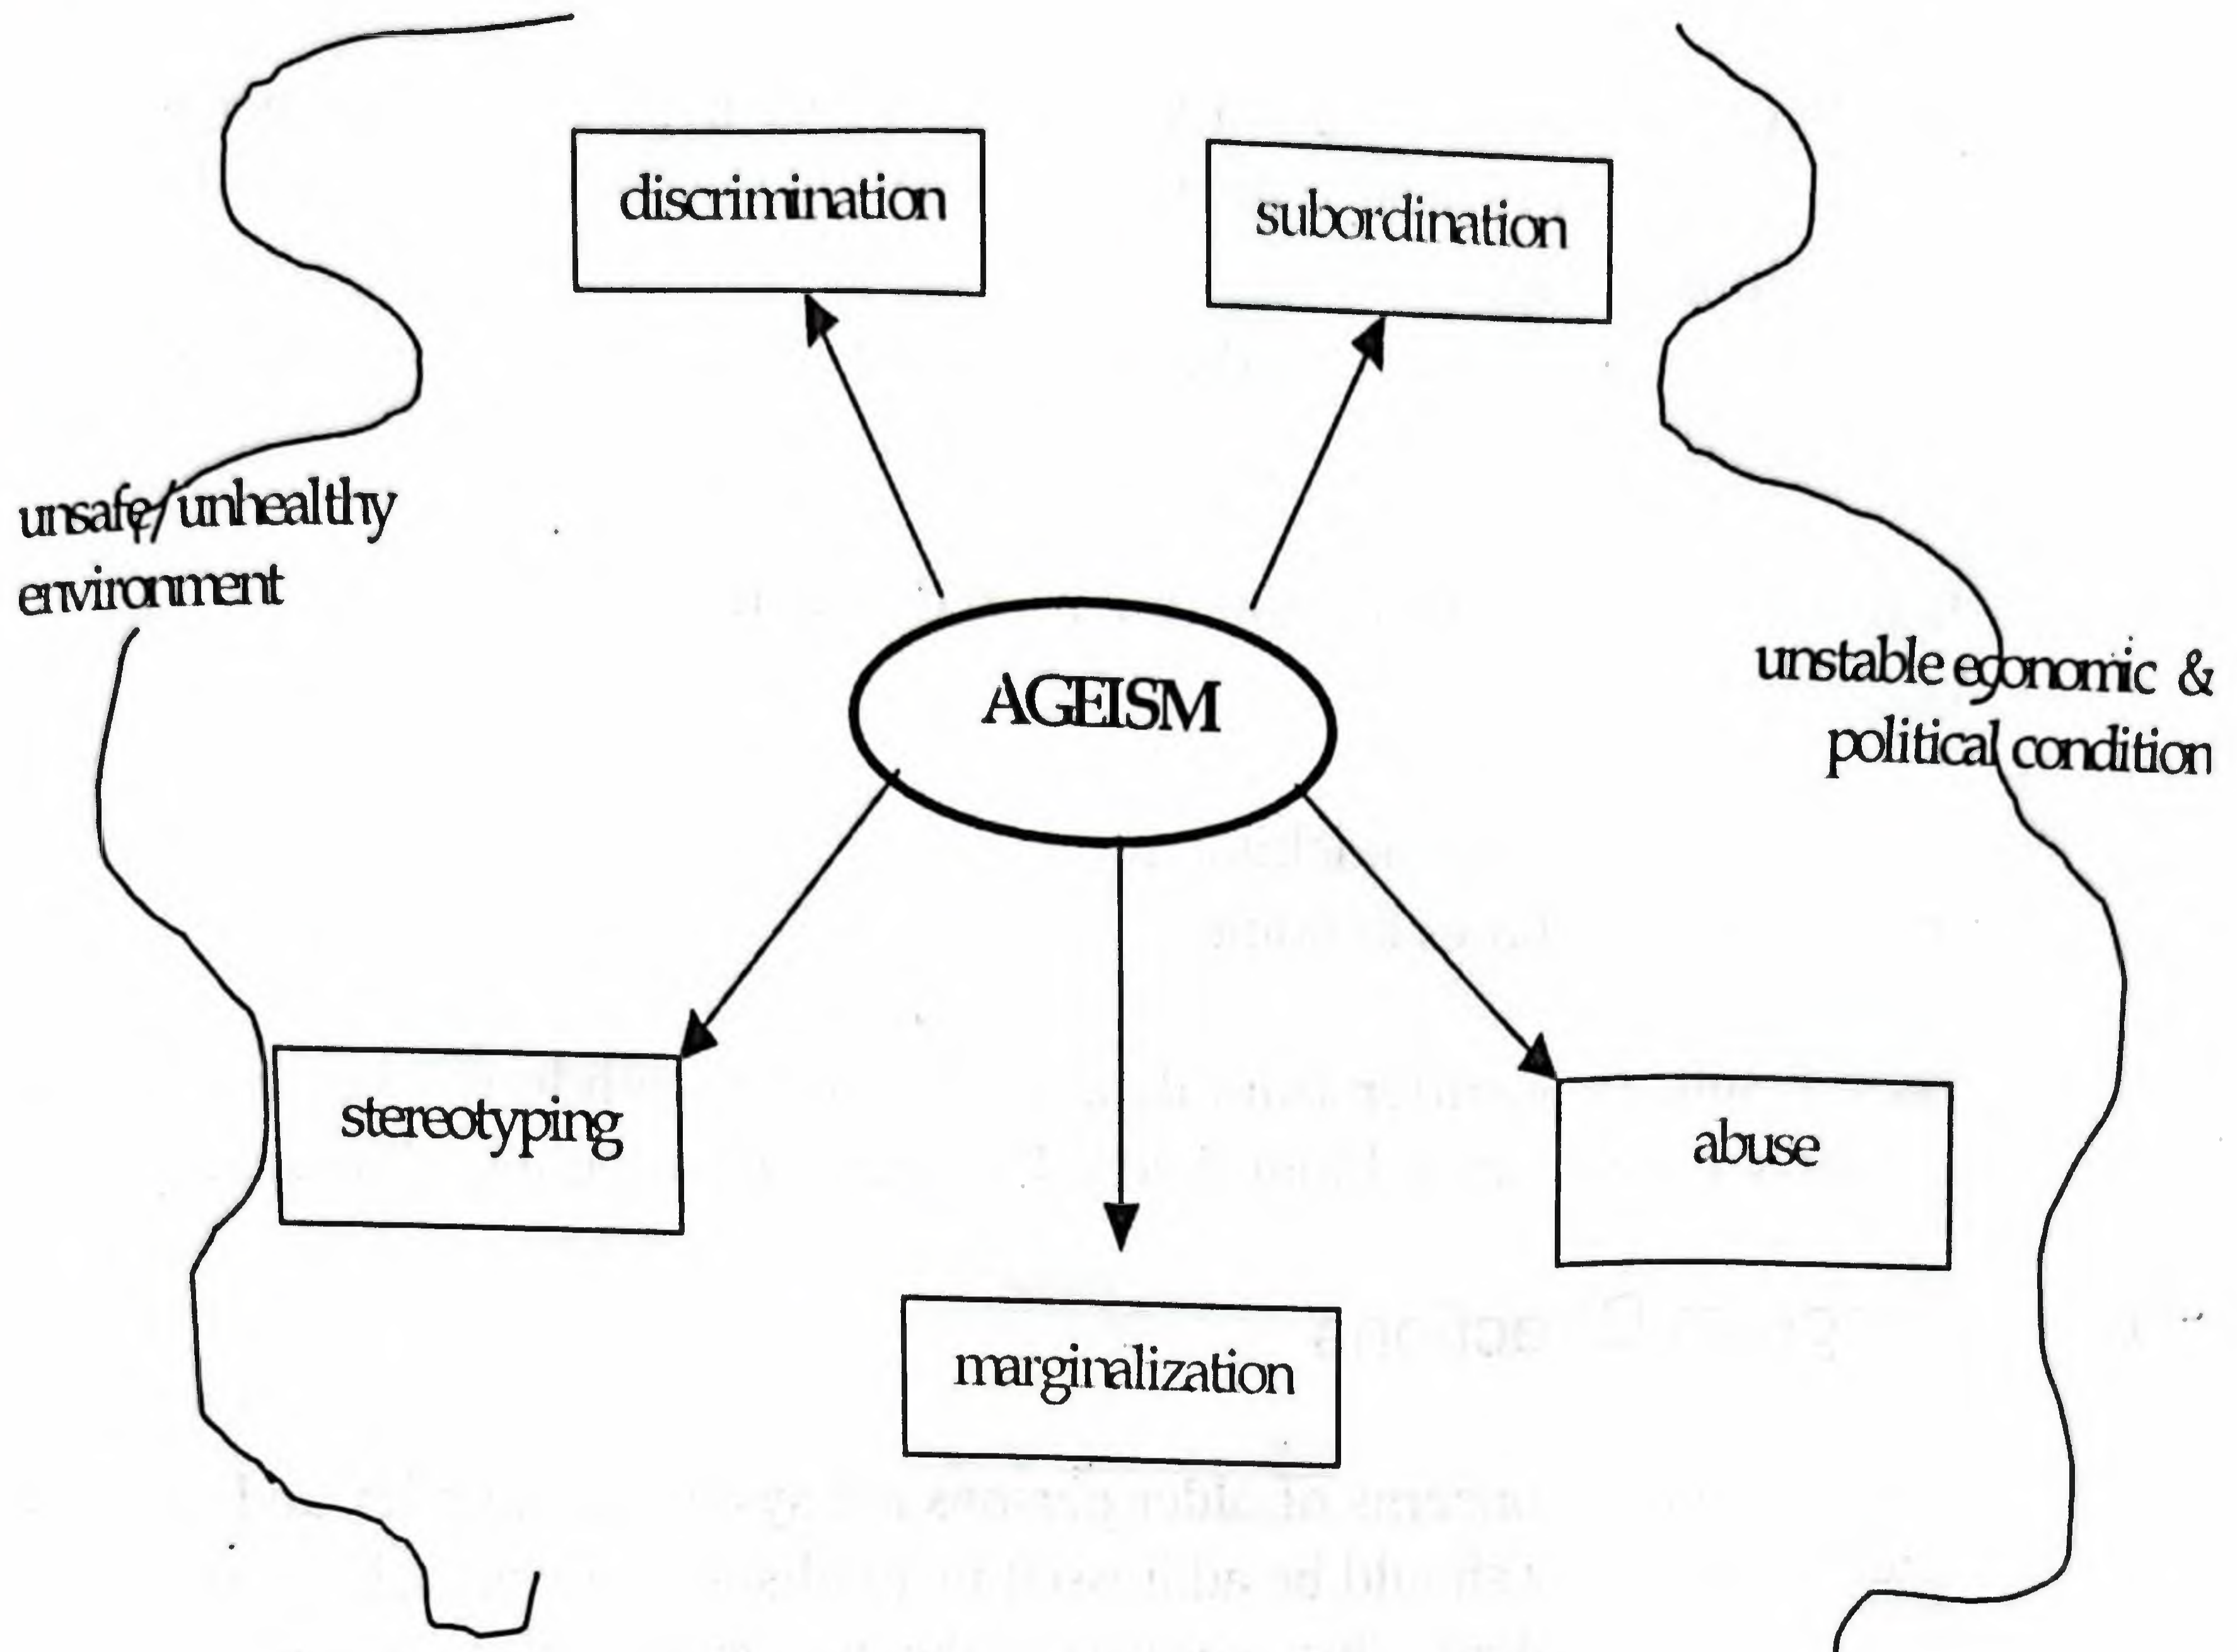 discrimination
subordination
unsafe/unhealthy
environment
AGEISM
unstable economic &
political condition
stereotyping
abuse
marginalization